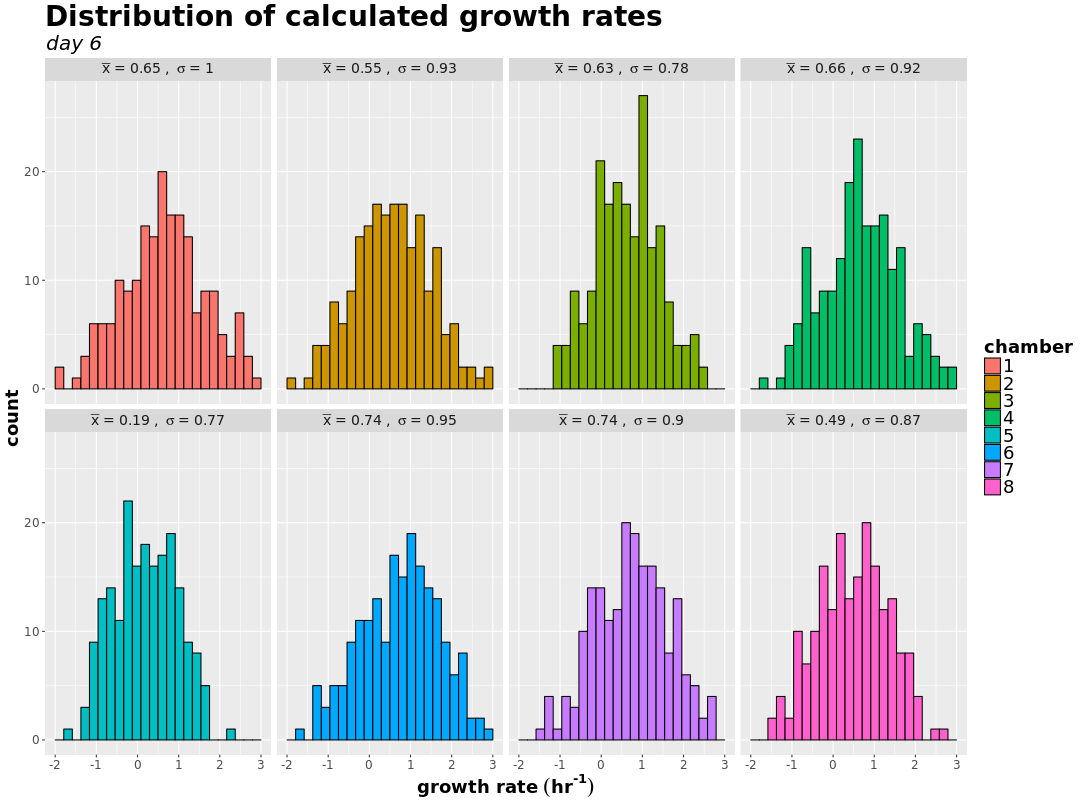 Distribution of calculated growth rates
day 6
x̅ = 0.65 , σ = 1
x̅ = 0.55 , σ = 0.93
x̅ = 0.63 , σ = 0.78
x̅ = 0.66 , σ = 0.92
20
10
0
x̅ = 0.19 , σ = 0.77
x̅ = 0.74 , σ = 0.95
x̅ = 0.74 , σ = 0.9
x̅ = 0.49 , σ = 0.87
20
10
0
-2 -1 0 1 2 3
-2 -1 0 1 2 3
-2 -1 0 1 2 3
-2 -1 0 1 2 3
growth rate (hr⁻¹)
count
chamber
1
2
3
4
5
6
7
8